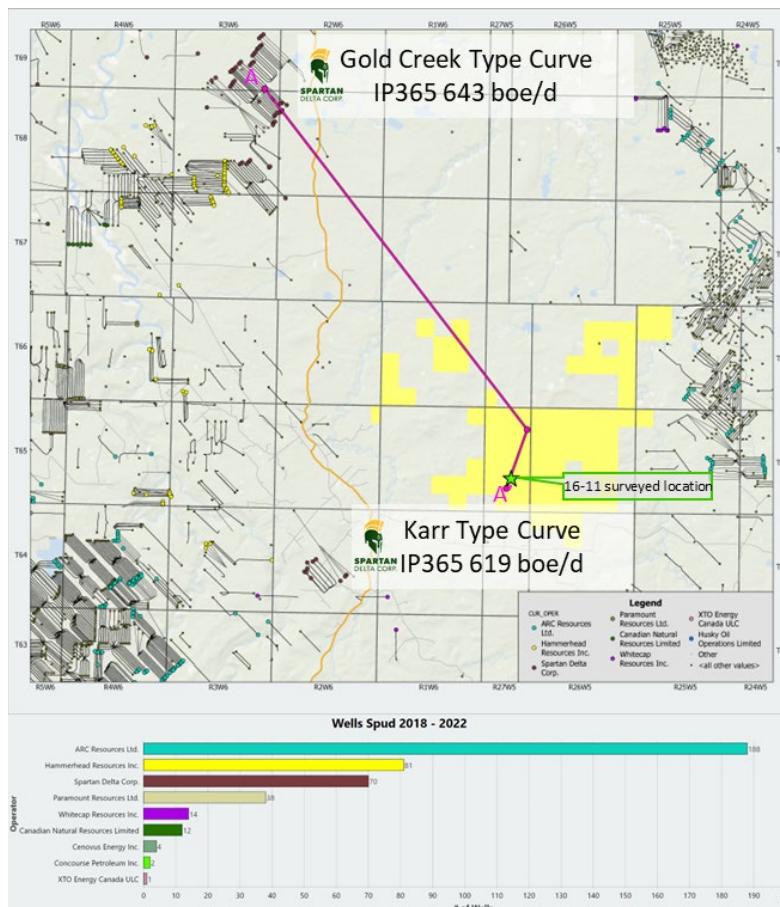 R5W6 R4W6 R3W6 R2W6 R1W6 R27W5 R26W5 R25W5 R24W5
T69
Gold Creek Type Curve
IP365 643 boe/d
SPARTAN
DELTA CORP.
A
T68
T67
T66
T65
16-11 surveyed location
A
Karr Type Curve
IP365 619 boe/d
SPARTAN
DELTA CORP.
T64
T63
Legend
CUR_OPER
ARC Resources
Ltd.
Hammerhead
Resources Inc.
Spartan Delta
Corp.
Paramount
Resources Ltd.
Canadian Natural
Resources Limited
Whitecap
Resources Inc.
XTO Energy
Canada ULC
Husky Oil
Operations Limited
Other
<all other values>
R5W6 R4W6 R3W6 R2W6 R1W6 R27W5 R26W5 R25W5 R24W5
Wells Spud 2018 - 2022
Operator
ARC Resources Ltd. 188
Hammerhead Resources Inc. 81
Spartan Delta Corp. 70
Paramount Resources Ltd. 38
Whitecap Resources Inc. 14
Canadian Natural Resources Limited 12
Cenovus Energy Inc. 4
Concourse Petroleum Inc. 2
XTO Energy Canada ULC 1
0 10 20 30 40 50 60 70 80 90 100 110 120 130 140 150 160 170 180 190